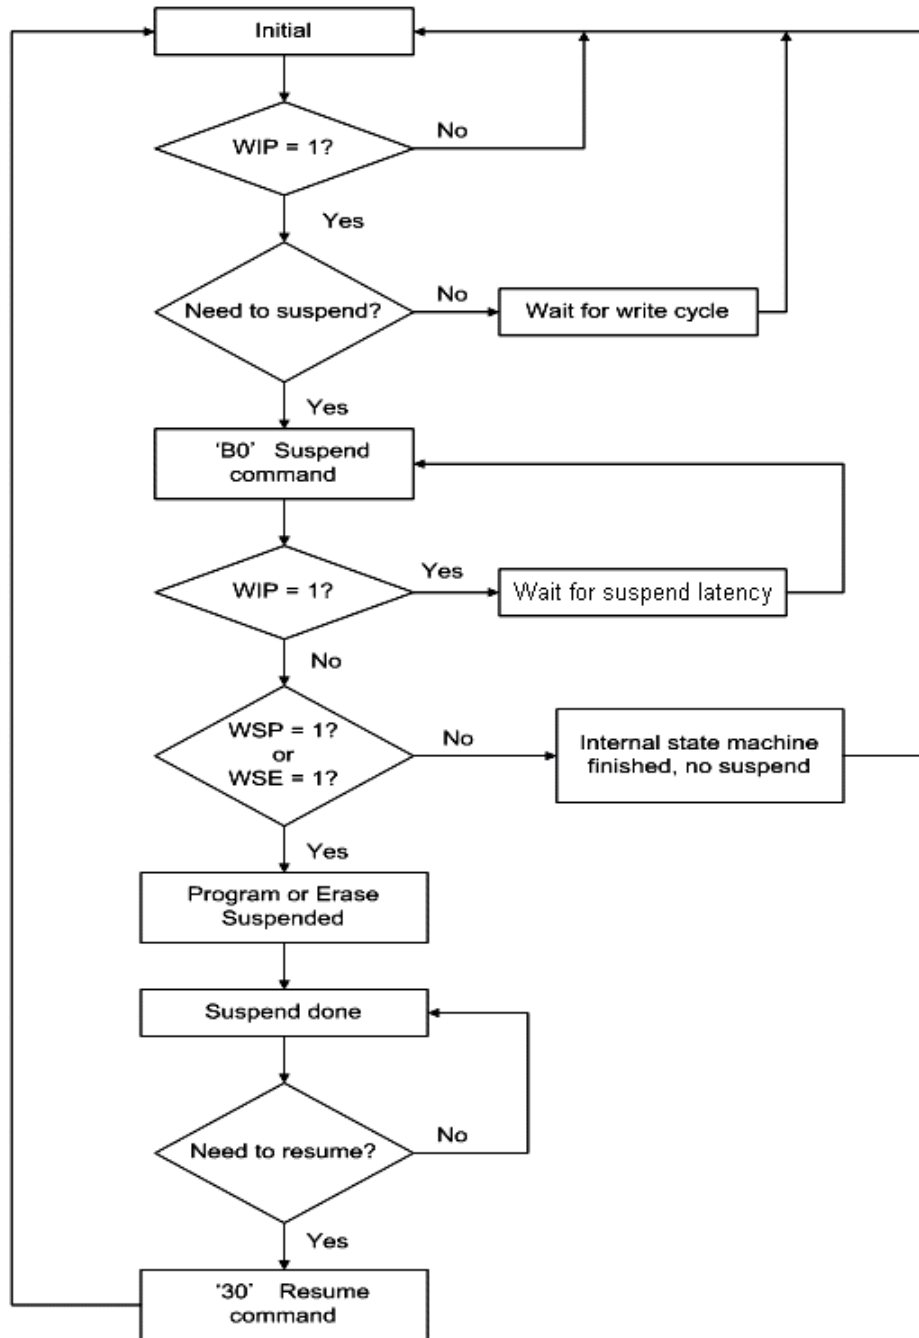 Initial
WIP = 1?
No
Yes
Need to suspend?
No
Wait for write cycle
Yes
‘B0’ Suspend
command
WIP = 1?
Yes
Wait for suspend latency
No
WSP = 1?
or
WSE = 1?
No
Internal state machine
finished, no suspend
Yes
Program or Erase
Suspended
Suspend done
Need to resume?
No
Yes
‘30’ Resume
command